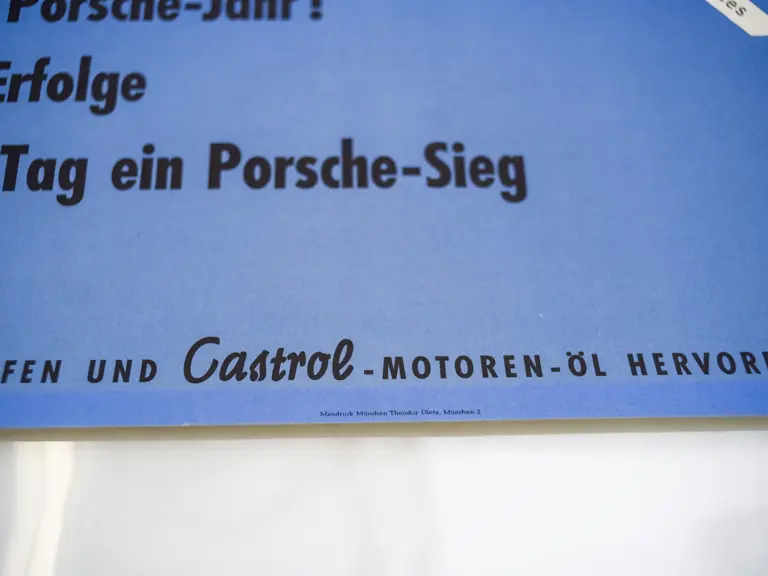 Porsche-Jahr!
es
Erfolge
Tag ein Porsche-Sieg
FEN UND Castrol-MOTOREN-ÖL HERVOR
Mandruck München Theodor Dietz, München 2